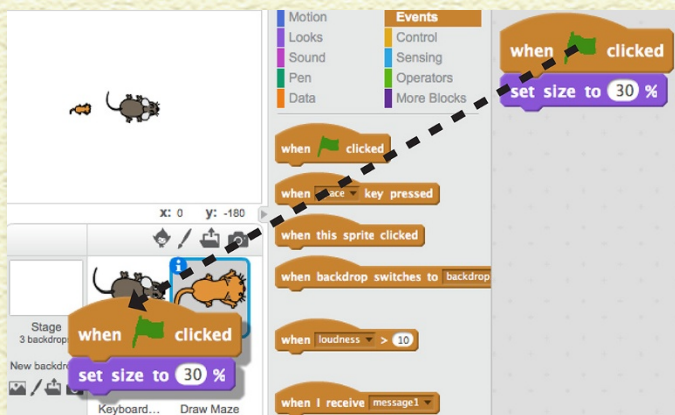 Motion
Events
Looks
Control
Sound
Sensing
Pen
Operators
Data
More Blocks
when clicked
set size to 30 %
when clicked
when key pressed
when this sprite clicked
when backdrop switches to backdrop
when loudness > 10
when I receive message1
x: 0 y: -180
Stage
3 backdrop
New backdr
when clicked
set size to 30 %
Keyboard...
Draw Maze